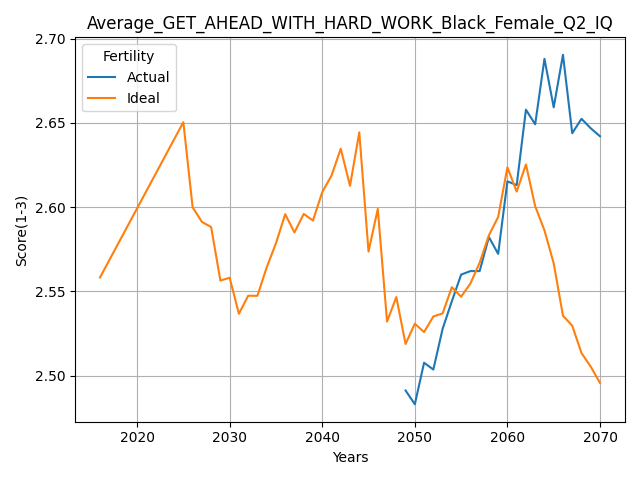 Average_GET_AHEAD_WITH_HARD_WORK_Black_Female_Q2_IQ
Fertility
Actual
Ideal
Score(1-3)
2.70
2.65
2.60
2.55
2.50
2020 2030 2040 2050 2060 2070
Years